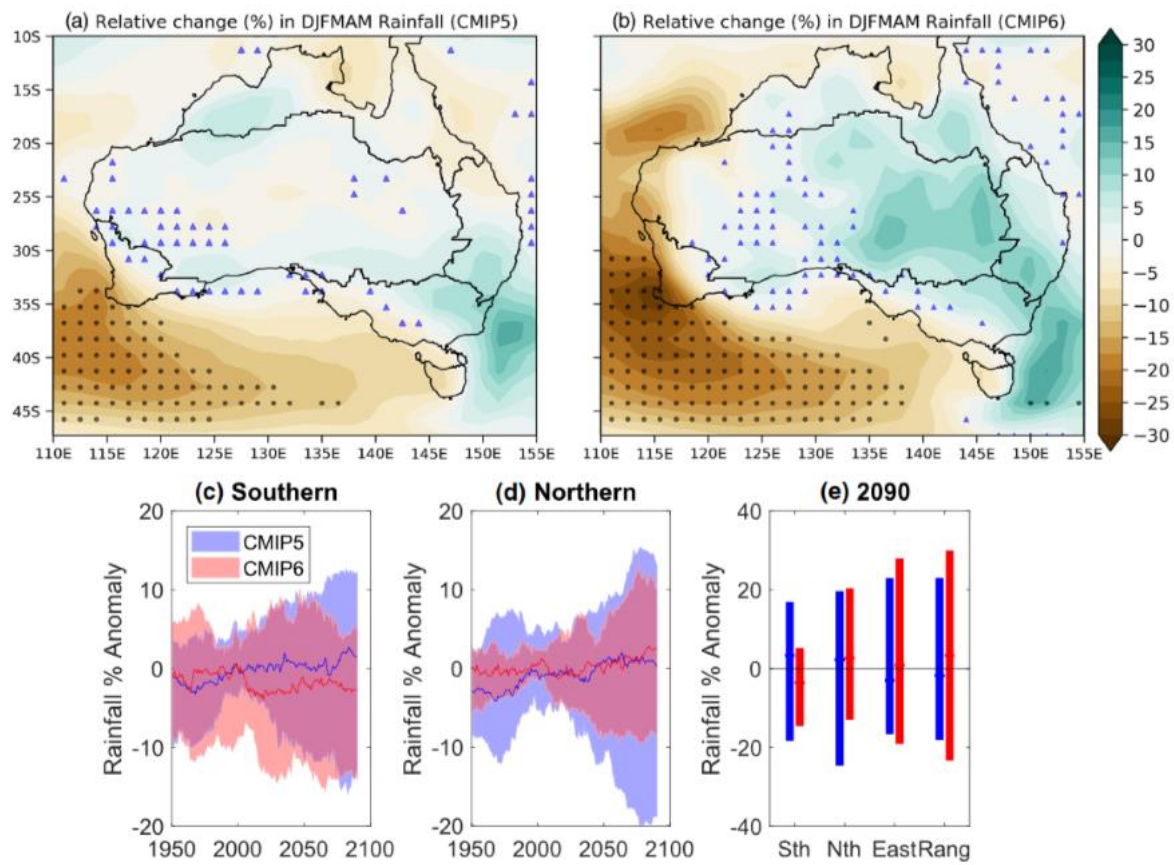 (a) Relative change (%) in DJFMAM Rainfall (CMIP5)
(b) Relative change (%) in DJFMAM Rainfall (CMIP6)
10S
15S
20S
25S
30S
35S
40S
45S
110E 115E 120E 125E 130E 135E 140E 145E 150E 155E
110E 115E 120E 125E 130E 135E 140E 145E 150E 155E
30
25
20
15
10
5
0
−5
−10
−15
−20
−25
−30
(c) Southern
Rainfall % Anomaly
20
10
0
-10
-20
CMIP5
CMIP6
1950 2000 2050 2100
(d) Northern
Rainfall % Anomaly
20
10
0
-10
-20
1950 2000 2050 2100
(e) 2090
Rainfall % Anomaly
40
20
0
-20
-40
Sth Nth East Rang